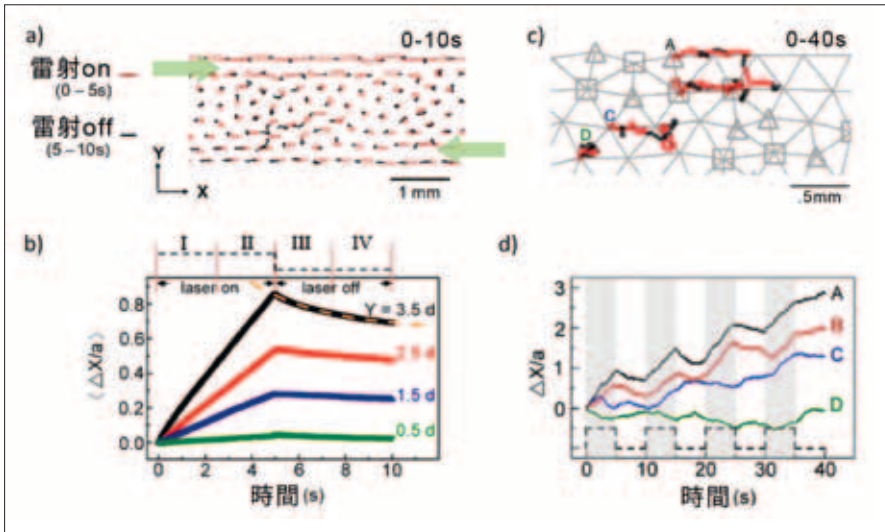 a)
0-10s
雷射on
(0 – 5s)
雷射off
(5 – 10s)
Y
X
1 mm
b)
I II III IV
laser on laser off
Y = 3.5 d
2.5 d
1.5 d
0.5 d
0.8
0.6
0.4
0.2
0.0
⟨ΔX/a⟩
0 2 4 6 8 10
時間(s)
c)
0-40s
A
C
D
.5mm
d)
A
B
C
D
3
2
1
0
ΔX/a
0 10 20 30 40
時間(s)